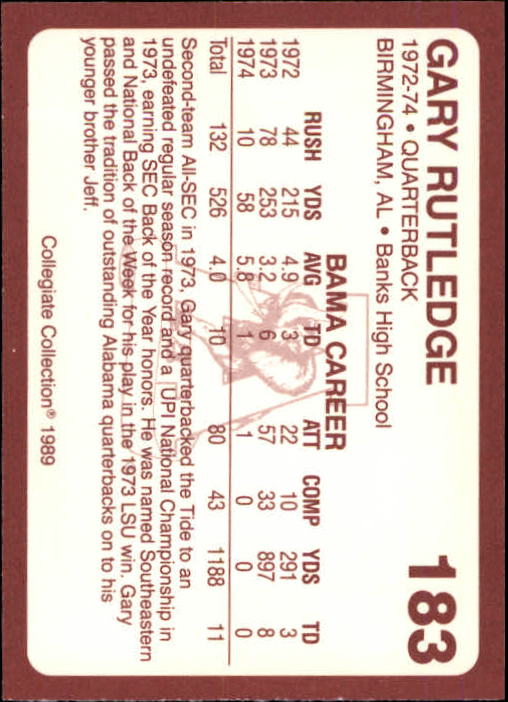 GARY RUTLEDGE 183
1972-74 • QUARTERBACK
BIRMINGHAM, AL • Banks High School
BAMA CAREER
RUSH YDS AVG TD ATT COMP YDS TD
1972 44 215 4.9 3 22 10 291 3
1973 78 253 3.2 6 57 33 897 8
1974 10 58 5.8 1 1 0 0 0
Total 132 526 4.0 10 80 43 1188 11
Second-team All-SEC in 1973, Gary quarterbacked the Tide to an
undefeated regular season record and a UPI National Championship in
1973, earning SEC Back of the Year honors. He was named Southeastern
and National Back of the Week for his play in the 1973 LSU win. Gary
passed the tradition of outstanding Alabama quarterbacks on to his
younger brother Jeff.
Collegiate Collection® 1989